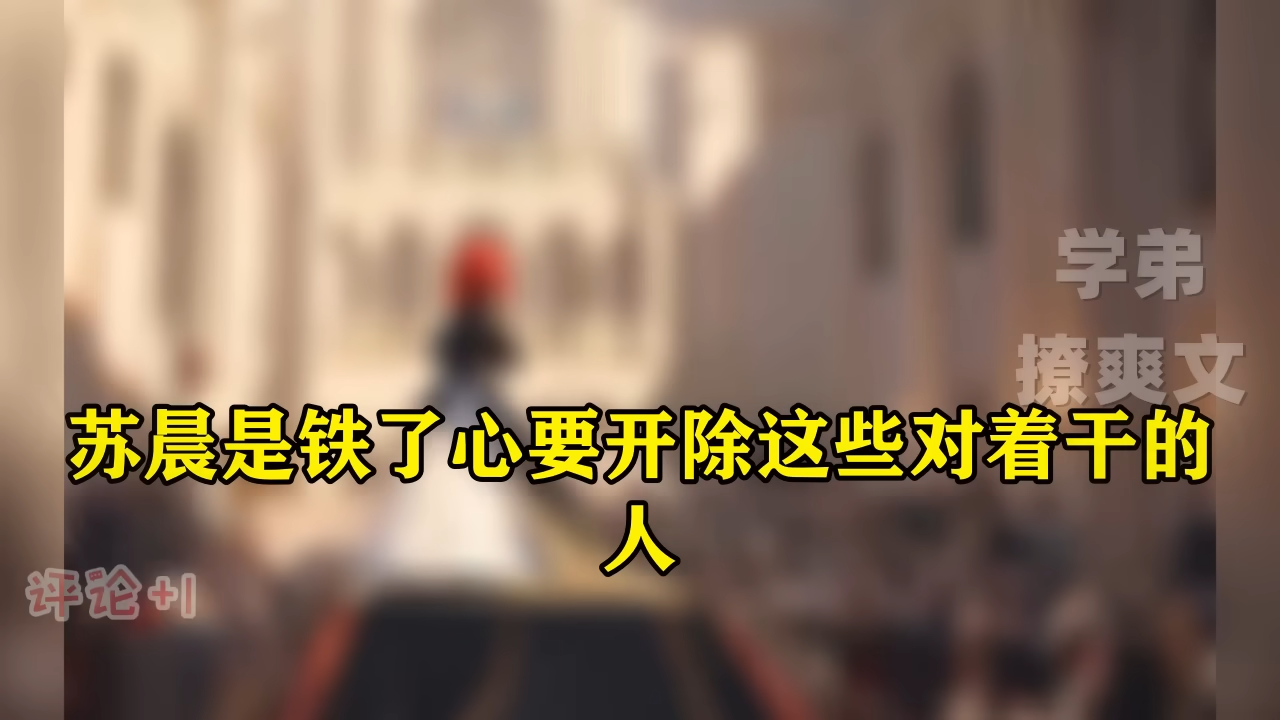 学弟
撩爽文
苏晨是铁了心要开除这些对着干的
人
评论+1